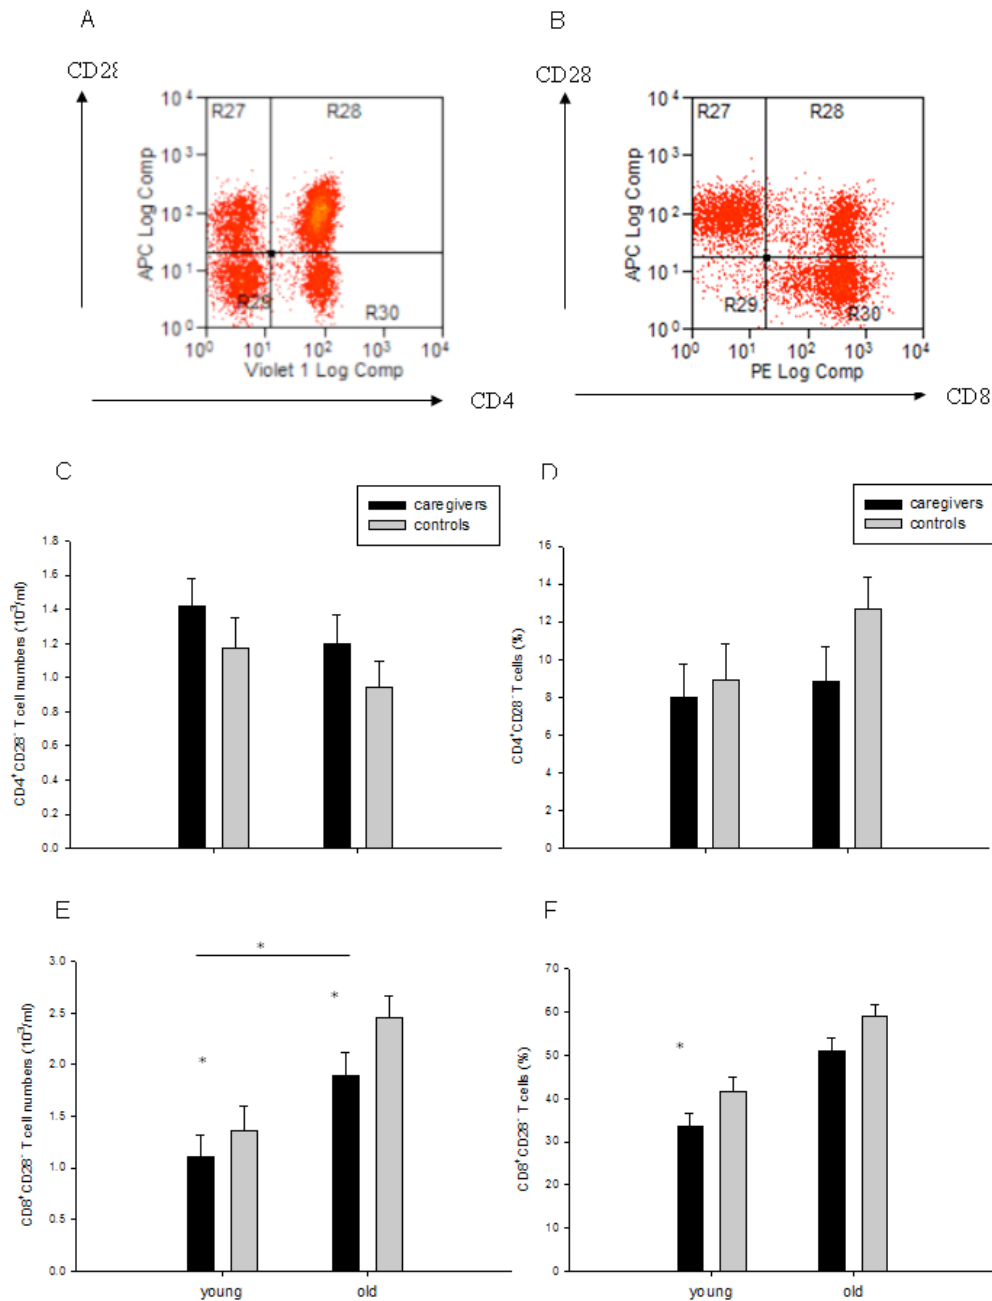 A
B
CD28
CD28
10⁴
R27
R28
10³
10²
10¹
R29
R30
10⁰
APC Log Comp
10⁰ 10¹ 10² 10³ 10⁴
Violet 1 Log Comp
CD4
10⁴
R27
R28
10³
10²
10¹
R29
R30
10⁰
APC Log Comp
10⁰ 10¹ 10² 10³ 10⁴
PE Log Comp
CD8
C
caregivers
controls
1.8
1.6
1.4
1.2
1.0
0.8
0.6
0.4
0.2
0.0
CD4⁺CD28⁻ T cell numbers (10³/ml)
D
caregivers
controls
16
14
12
10
8
6
4
2
0
CD4⁺CD28⁻ T cells (%)
E
*
*
*
3.0
2.5
2.0
1.5
1.0
0.5
0.0
CD8⁺CD28⁻ T cell numbers (10³/ml)
young old
F
*
70
60
50
40
30
20
10
0
CD8⁺CD28⁻ T cells (%)
young old